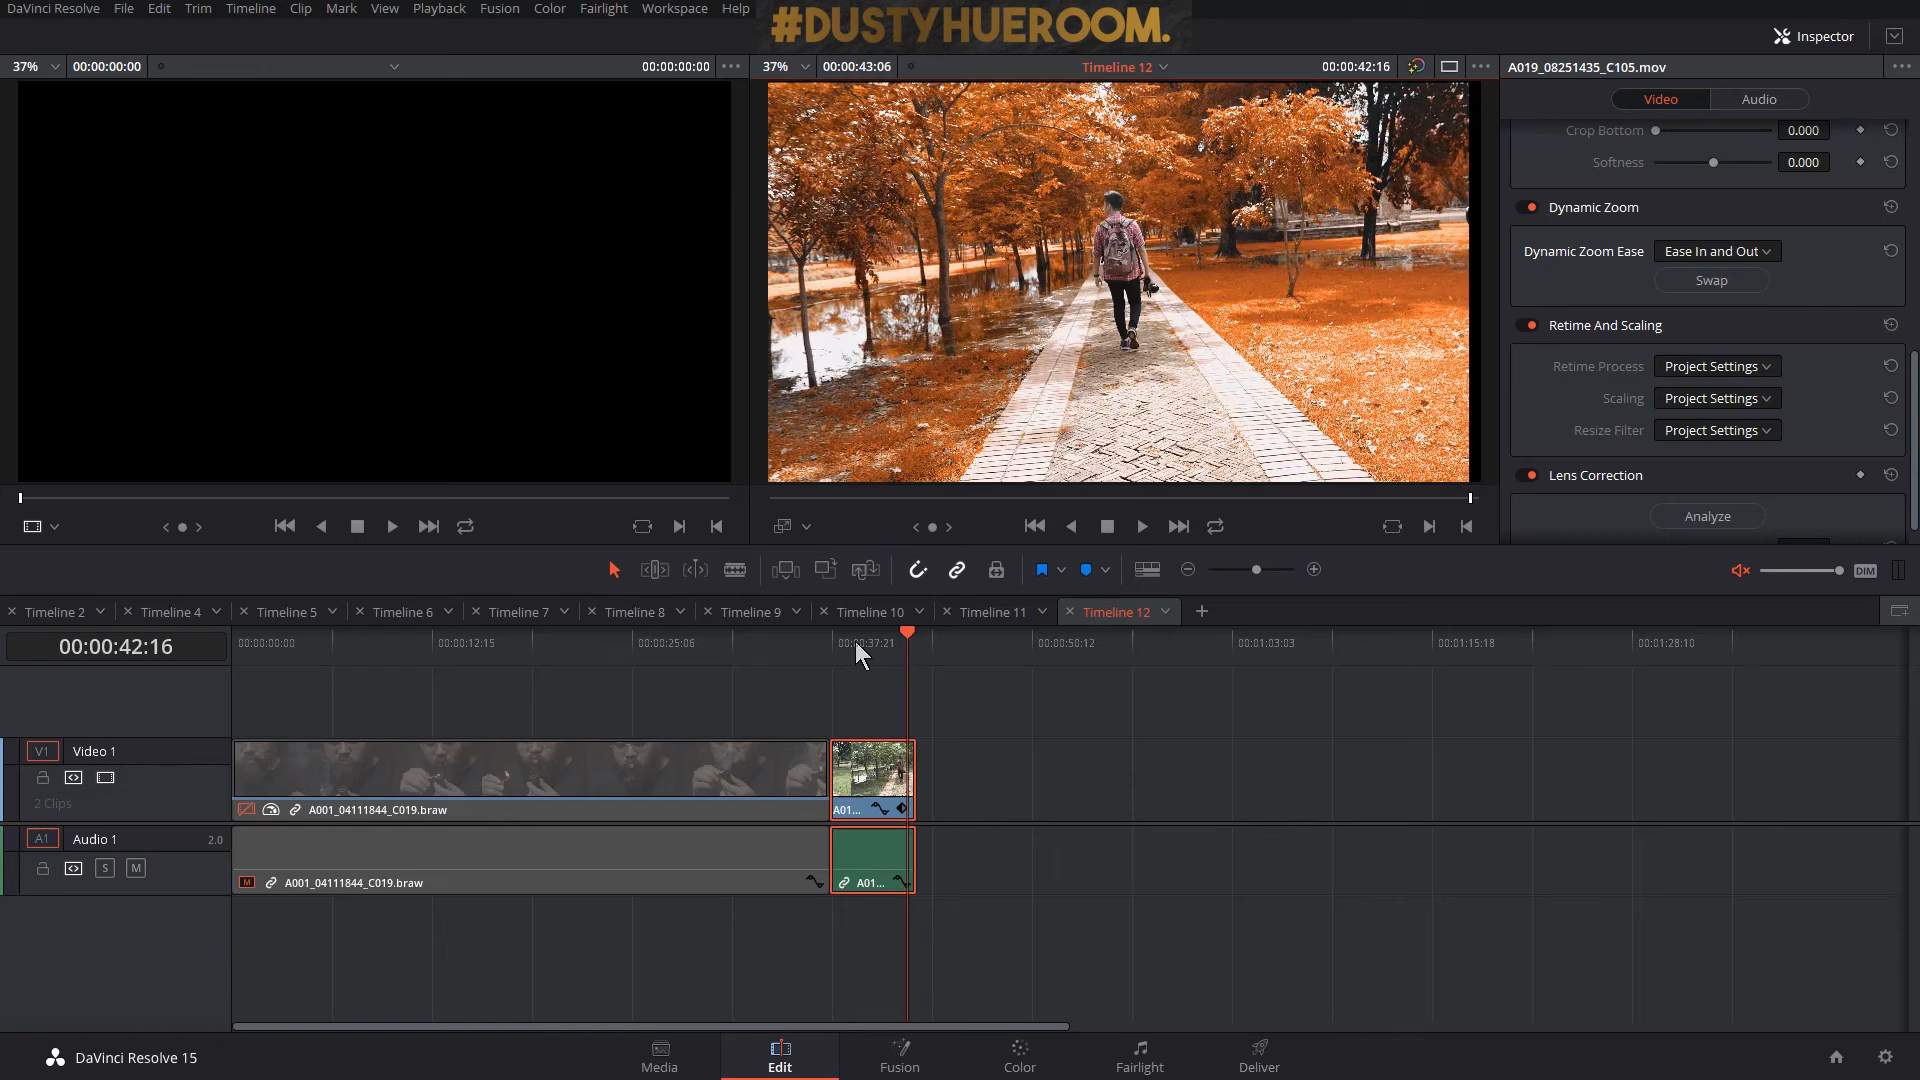 DaVinci Resolve File Edit Trim Timeline Clip Mark View Playback Fusion Color Fairlight Workspace Help
#DUSTYHUEROOM.
Inspector
37% 00:00:00:00 00:00:00:00
37% 00:00:43:06 Timeline 12 00:00:42:16
A019_08251435_C105.mov
Video Audio
Crop Bottom 0.000
Softness 0.000
Dynamic Zoom
Dynamic Zoom Ease Ease In and Out
Swap
Retime And Scaling
Retime Process Project Settings
Scaling Project Settings
Resize Filter Project Settings
Lens Correction
Analyze
DIM
Timeline 2 Timeline 4 Timeline 5 Timeline 6 Timeline 7 Timeline 8 Timeline 9 Timeline 10 Timeline 11 Timeline 12
00:00:42:16
00:00:00:00 00:00:12:15 00:00:25:06 00:00:37:21 00:00:50:12 00:01:03:03 00:01:15:18 00:01:28:10
V1 Video 1
2 Clips
A001_04111844_C019.braw A01...
A1 Audio 1 2.0
S M
M A001_04111844_C019.braw A01...
DaVinci Resolve 15
Media Edit Fusion Color Fairlight Deliver